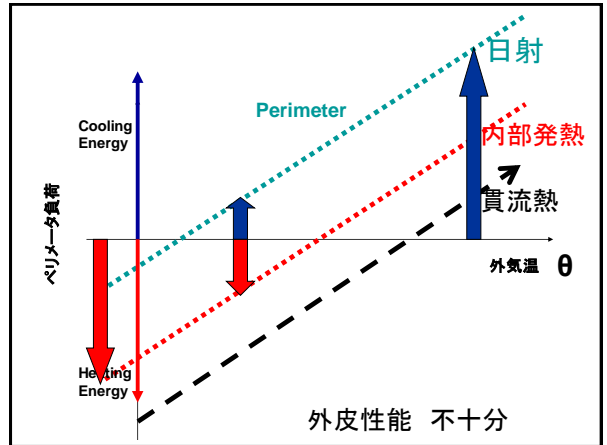 日射
Cooling
Energy
Perimeter
内部発熱
貫流熱
ペリメータ負荷
外気温 θ
Heating
Energy
外皮性能 不十分